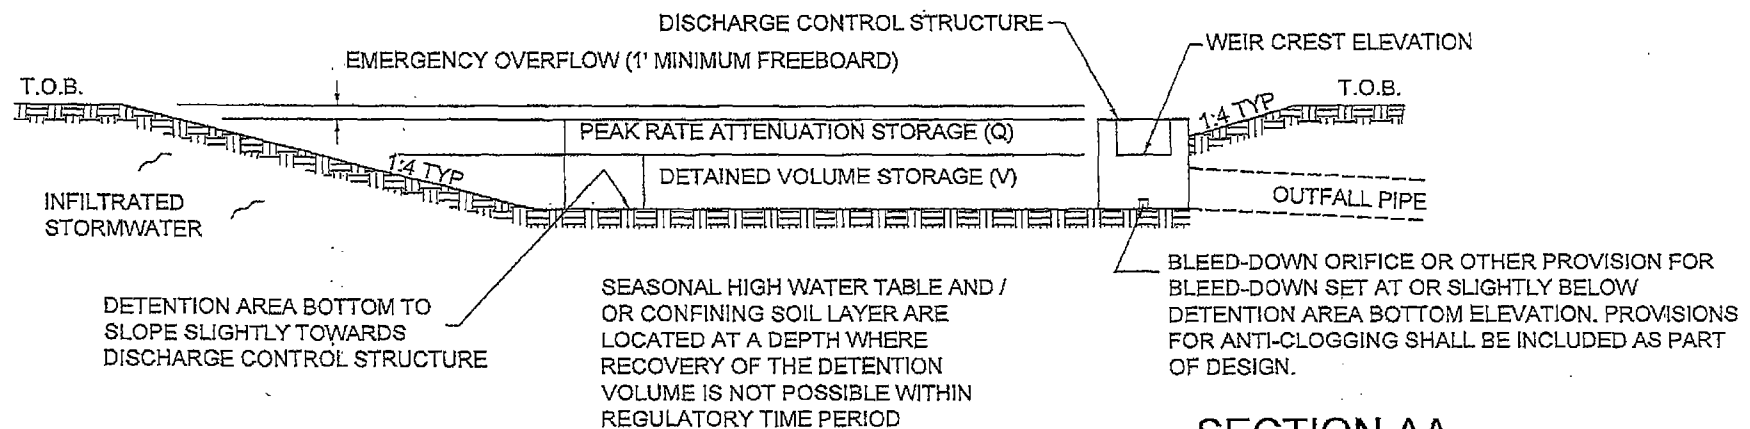 DISCHARGE CONTROL STRUCTURE
WEIR CREST ELEVATION
EMERGENCY OVERFLOW (1' MINIMUM FREEBOARD)
T.O.B.
T.O.B.
1:4 TYP
PEAK RATE ATTENUATION STORAGE (Q)
1:4 TYP
DETAINED VOLUME STORAGE (V)
OUTFALL PIPE
INFILTRATED
STORMWATER
DETENTION AREA BOTTOM TO
SLOPE SLIGHTLY TOWARDS
DISCHARGE CONTROL STRUCTURE
SEASONAL HIGH WATER TABLE AND /
OR CONFINING SOIL LAYER ARE
LOCATED AT A DEPTH WHERE
RECOVERY OF THE DETENTION
VOLUME IS NOT POSSIBLE WITHIN
REGULATORY TIME PERIOD
BLEED-DOWN ORIFICE OR OTHER PROVISION FOR
BLEED-DOWN SET AT OR SLIGHTLY BELOW
DETENTION AREA BOTTOM ELEVATION. PROVISIONS
FOR ANTI-CLOGGING SHALL BE INCLUDED AS PART
OF DESIGN.
SECTION AA